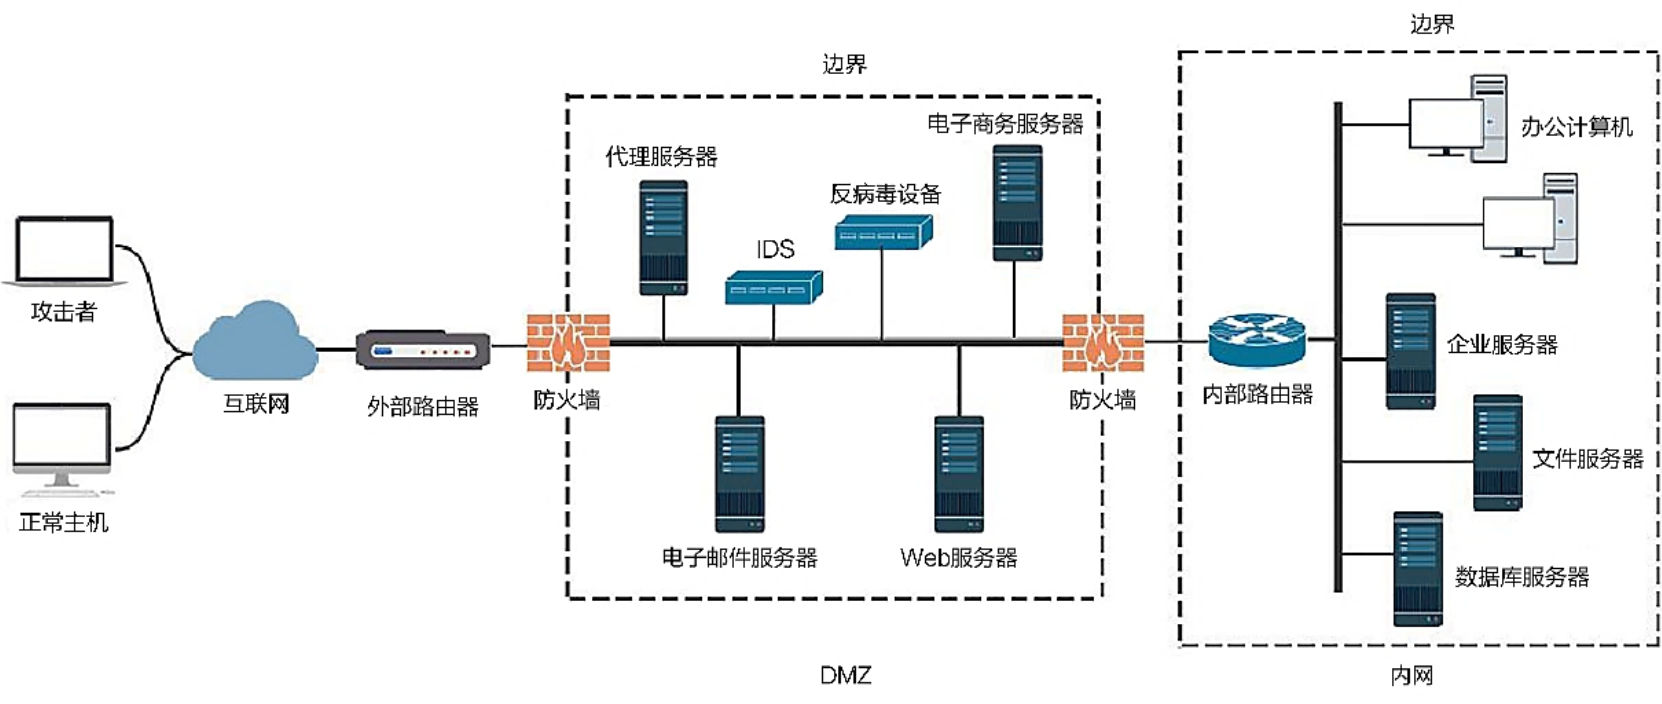 边界
边界
电子商务服务器
办公计算机
代理服务器
反病毒设备
IDS
攻击者
企业服务器
互联网
外部路由器
防火墙
防火墙
内部路由器
文件服务器
正常主机
电子邮件服务器
Web服务器
数据库服务器
DMZ
内网